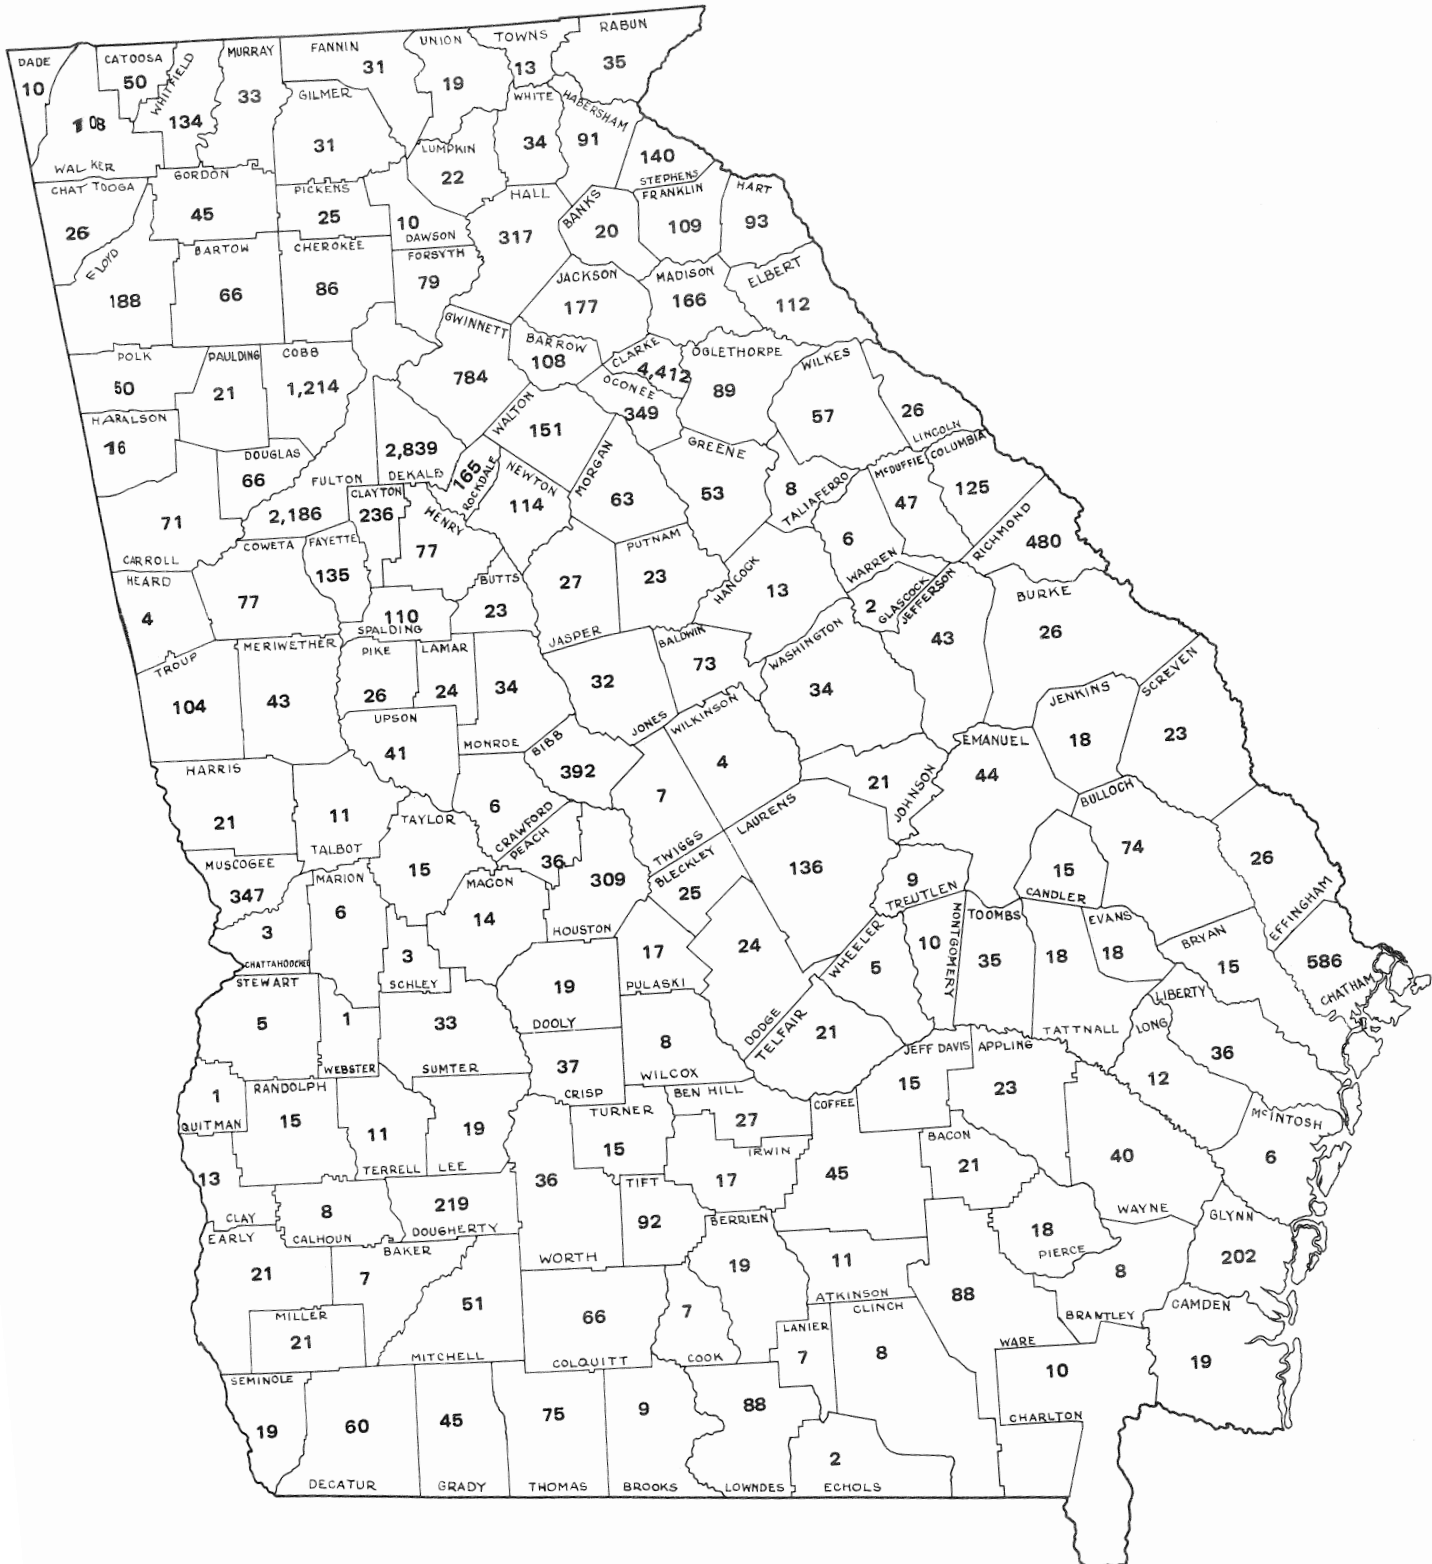 DADE
10
CATOOSA
50
WHITFIELD
134
MURRAY
33
FANNIN
31
UNION
19
TOWNS
13
RABUN
35
108
WALKER
GILMER
31
LUMPKIN
22
WHITE
34
HABERSHAM
91
140
STEPHENS
CHATTOOGA
26
GORDON
45
PICKENS
25
10
DAWSON
HALL
317
BANKS
20
FRANKLIN
109
HART
93
FLOYD
188
BARTOW
66
CHEROKEE
86
FORSYTH
79
JACKSON
177
MADISON
166
ELBERT
112
POLK
50
PAULDING
21
COBB
1,214
GWINNETT
784
BARROW
108
CLARKE
4,412
OCONEE
349
OGLETHORPE
89
WILKES
57
26
LINCOLN
HARALSON
16
DOUGLAS
66
FULTON
2,186
2,839
DEKALB
165
ROCKDALE
WALTON
151
NEWTON
114
MORGAN
63
GREENE
53
8
TALIAFERRO
MCDUFFIE
47
COLUMBIA
125
71
CARROLL
CLAYTON
236
HENRY
77
6
WARREN
RICHMOND
480
COWETA
77
FAYETTE
135
HEARD
4
110
SPALDING
BUTTS
23
27
JASPER
PUTNAM
23
HANCOCK
13
2
GLASCOCK
JEFFERSON
43
BURKE
26
TROUP
104
MERIWETHER
43
PIKE
26
LAMAR
24
34
MONROE
32
JONES
BALDWIN
73
WASHINGTON
34
JENKINS
18
SCREVEN
23
UPSON
41
BIBB
392
WILKINSON
4
EMANUEL
44
21
JOHNSON
HARRIS
21
11
TALBOT
TAYLOR
15
6
CRAWFORD
PEACH
36
7
TWIGGS
LAURENS
136
BULLOCH
74
26
EFFINGHAM
MUSCOGEE
347
MARION
6
MACON
14
309
HOUSTON
BLECKLEY
25
9
TREUTLEN
15
CANDLER
3
CHATTAHOOCHEE
3
SCHLEY
17
PULASKI
24
DODGE
WHEELER
5
10
MONTGOMERY
TOOMBS
35
18
TATTNALL
EVANS
18
BRYAN
15
586
CHATHAM
STEWART
5
1
WEBSTER
33
SUMTER
19
DOOLY
8
WILCOX
TELFAIR
21
LIBERTY
36
LONG
12
1
QUITMAN
RANDOLPH
15
11
TERRELL
19
LEE
37
CRISP
TURNER
15
BEN HILL
27
COFFEE
45
JEFF DAVIS
15
APPLING
23
MCINTOSH
6
13
CLAY
8
CALHOUN
219
DOUGHERTY
36
WORTH
TIFT
92
IRWIN
17
BACON
21
40
WAYNE
GLYNN
202
EARLY
21
BAKER
7
51
MITCHELL
66
COLQUITT
BERRIEN
19
11
ATKINSON
18
PIERCE
8
BRANTLEY
MILLER
21
7
COOK
LANIER
7
CLINCH
8
88
WARE
CAMDEN
19
SEMINOLE
19
60
DECATUR
45
GRADY
75
THOMAS
9
BROOKS
88
LOWNDES
2
ECHOLS
10
CHARLTON